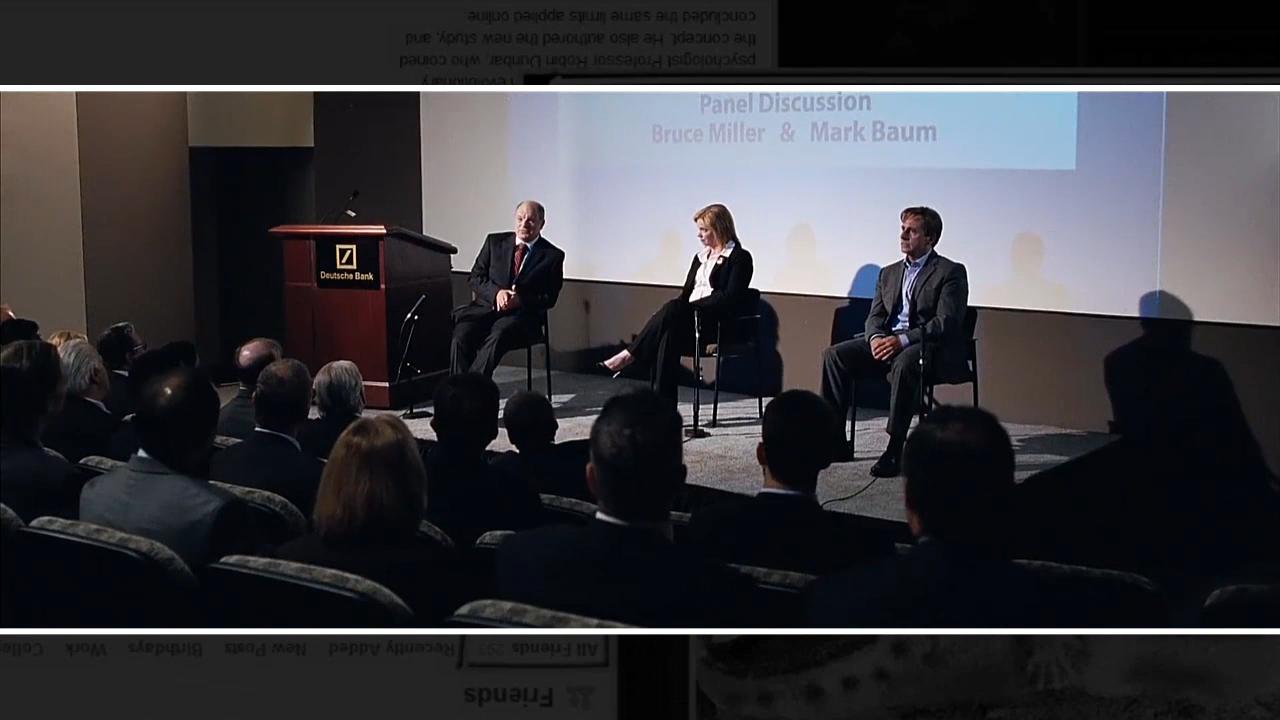 concluded the same limits applied online
the concept. He also authored the new study, and
psychologist Professor Robin Dunbar, who coined
Panel Discussion
Bruce Miller & Mark Baum
Deutsche Bank
All Friends
Recently Added
New Posts
Birthdays
Work
Friends